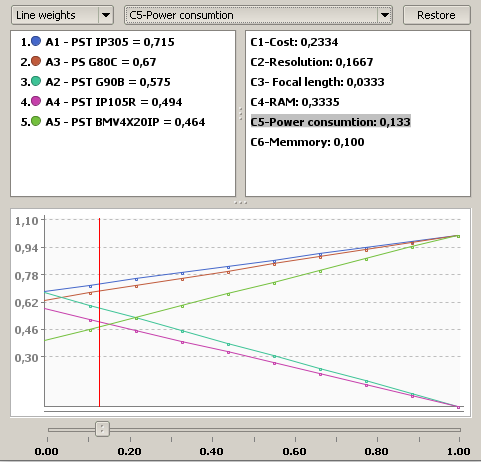 Line weights
C5-Power consumtion
Restore
1. A1 - PST IP305 = 0,715
2. A3 - PS G80C = 0,67
3. A2 - PST G90B = 0,575
4. A4 - PST IP105R = 0,494
5. A5 - PST BMV4X20IP = 0,464
C1-Cost: 0,2334
C2-Resolution: 0,1667
C3- Focal length: 0,0333
C4-RAM: 0,3335
C5-Power consumtion: 0,133
C6-Memmory: 0,100
1,10
0,94
0,78
0,62
0,46
0,30
0 0.20 0.40 0.60 0.80 1.00